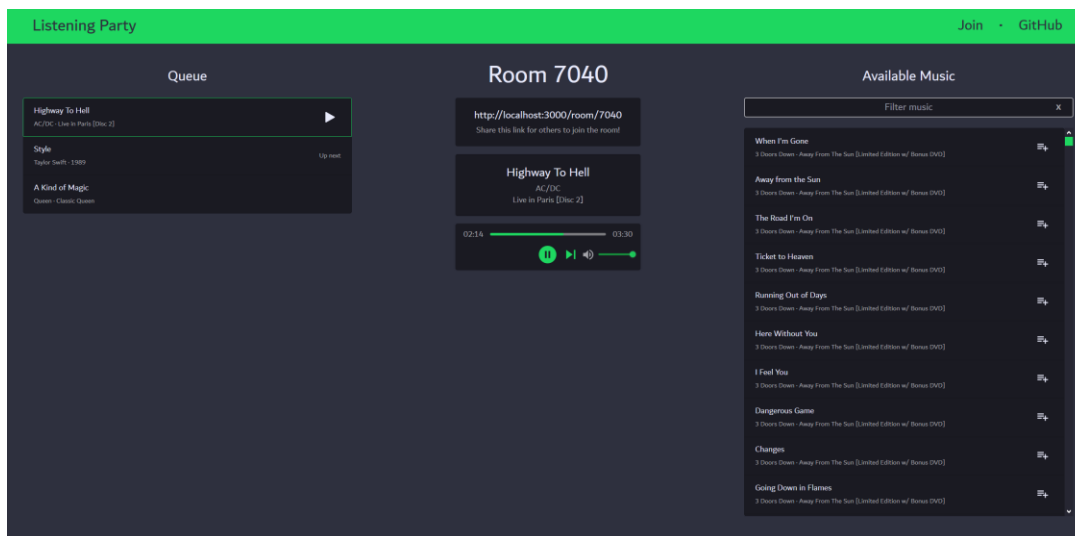 Listening Party
Join · GitHub
Queue
Highway To Hell
AC/DC - Live in Paris [Disc 2]
Style
Taylor Swift - 1989
Up next
A Kind of Magic
Queen - Classic Queen
Room 7040
http://localhost:3000/room/7040
Share this link for others to join the room!
Highway To Hell
AC/DC
Live in Paris [Disc 2]
02:14 03:30
Available Music
Filter music x
When I'm Gone
3 Doors Down - Away From The Sun [Limited Edition w/ Bonus DVD]
Away from the Sun
3 Doors Down - Away From The Sun [Limited Edition w/ Bonus DVD]
The Road I'm On
3 Doors Down - Away From The Sun [Limited Edition w/ Bonus DVD]
Ticket to Heaven
3 Doors Down - Away From The Sun [Limited Edition w/ Bonus DVD]
Running Out of Days
3 Doors Down - Away From The Sun [Limited Edition w/ Bonus DVD]
Here Without You
3 Doors Down - Away From The Sun [Limited Edition w/ Bonus DVD]
I Feel You
3 Doors Down - Away From The Sun [Limited Edition w/ Bonus DVD]
Dangerous Game
3 Doors Down - Away From The Sun [Limited Edition w/ Bonus DVD]
Changes
3 Doors Down - Away From The Sun [Limited Edition w/ Bonus DVD]
Going Down in Flames
3 Doors Down - Away From The Sun [Limited Edition w/ Bonus DVD]